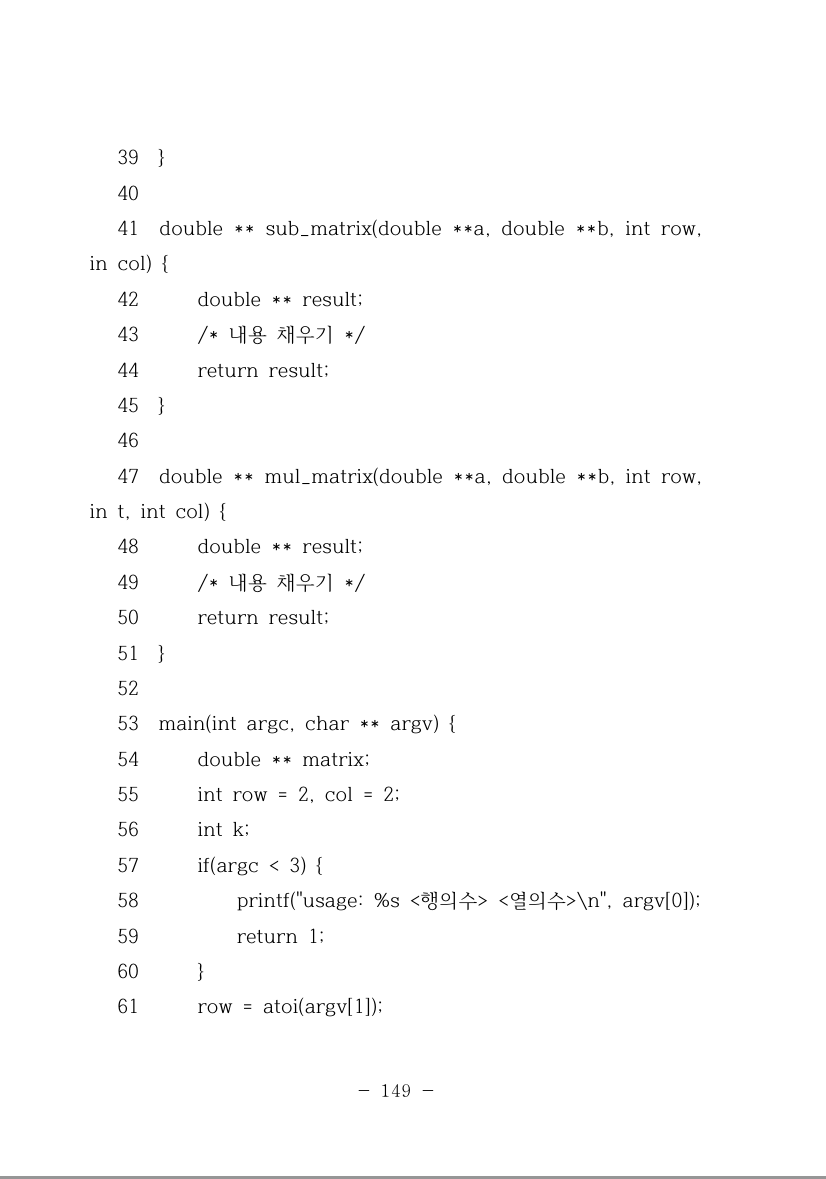 39 }
40
41 double ** sub_matrix(double **a, double **b, int row,
in col) {
42 double ** result;
43 /* 내용 채우기 */
44 return result;
45 }
46
47 double ** mul_matrix(double **a, double **b, int row,
in t, int col) {
48 double ** result;
49 /* 내용 채우기 */
50 return result;
51 }
52
53 main(int argc, char ** argv) {
54 double ** matrix;
55 int row = 2, col = 2;
56 int k;
57 if(argc < 3) {
58 printf("usage: %s <행의수> <열의수>\n", argv[0]);
59 return 1;
60 }
61 row = atoi(argv[1]);
- 149 -